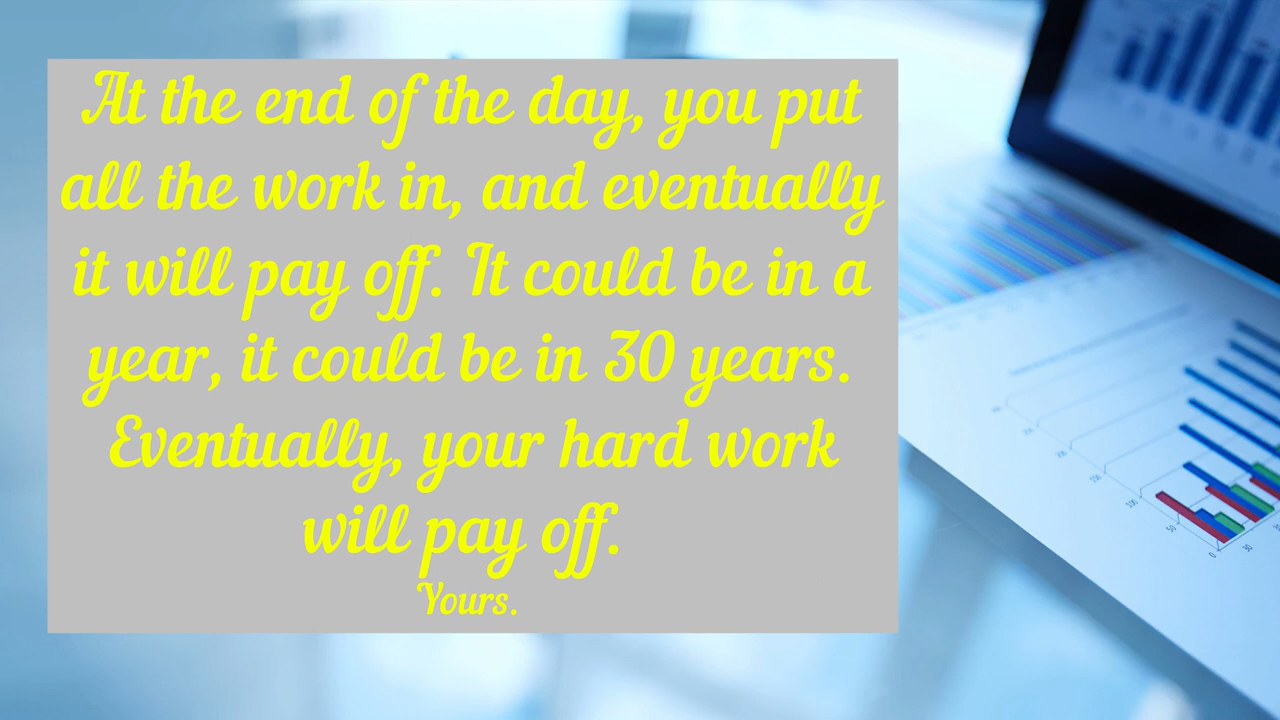 At the end of the day, you put
all the work in, and eventually
it will pay off. It could be in a
year, it could be in 30 years.
Eventually, your hard work
will pay off.
Yours.